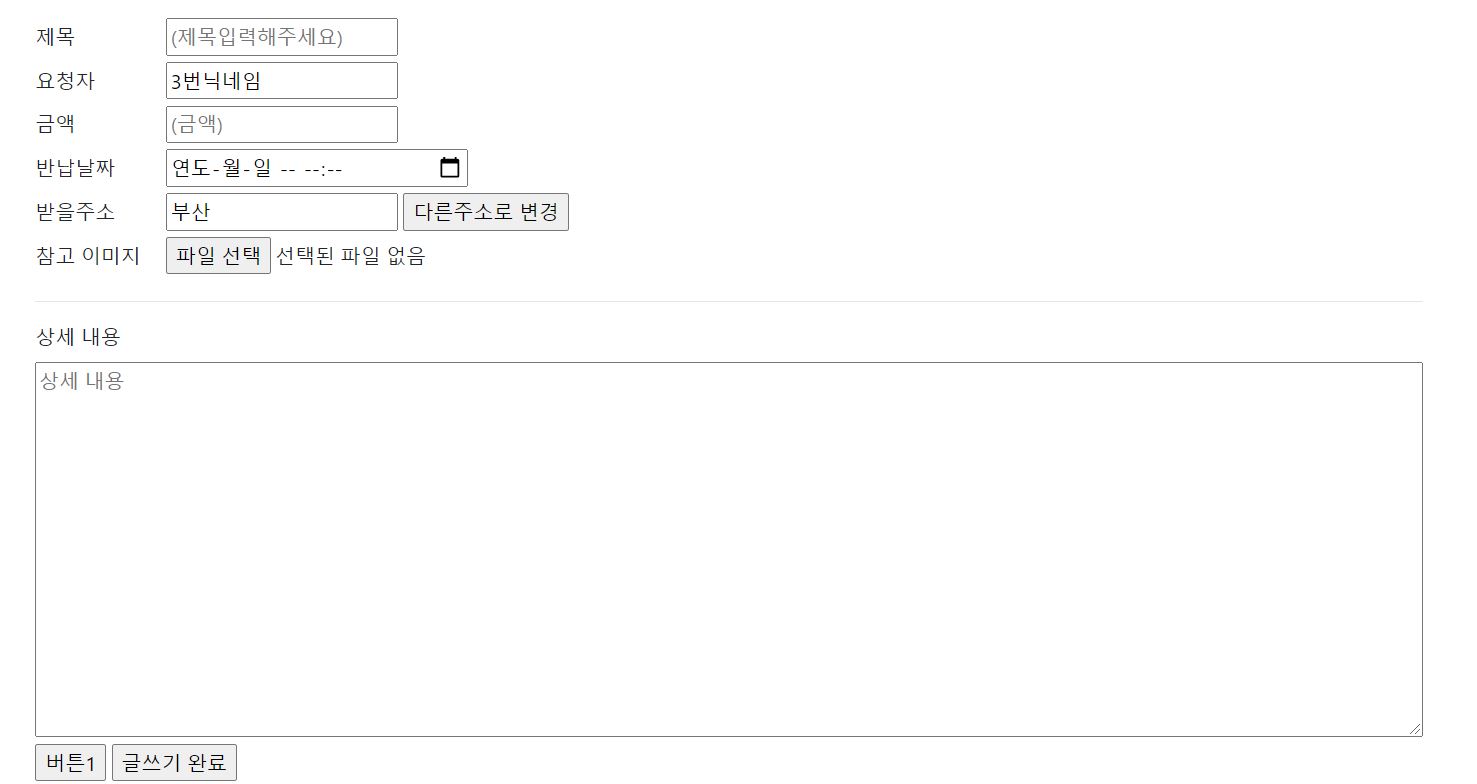 제목 (제목입력해주세요)
요청자 3번닉네임
금액 (금액)
반납날짜 연도-월-일 -- --:--
받을주소 부산 다른주소로 변경
참고 이미지 파일 선택 선택된 파일 없음
상세 내용
상세 내용
버튼1 글쓰기 완료